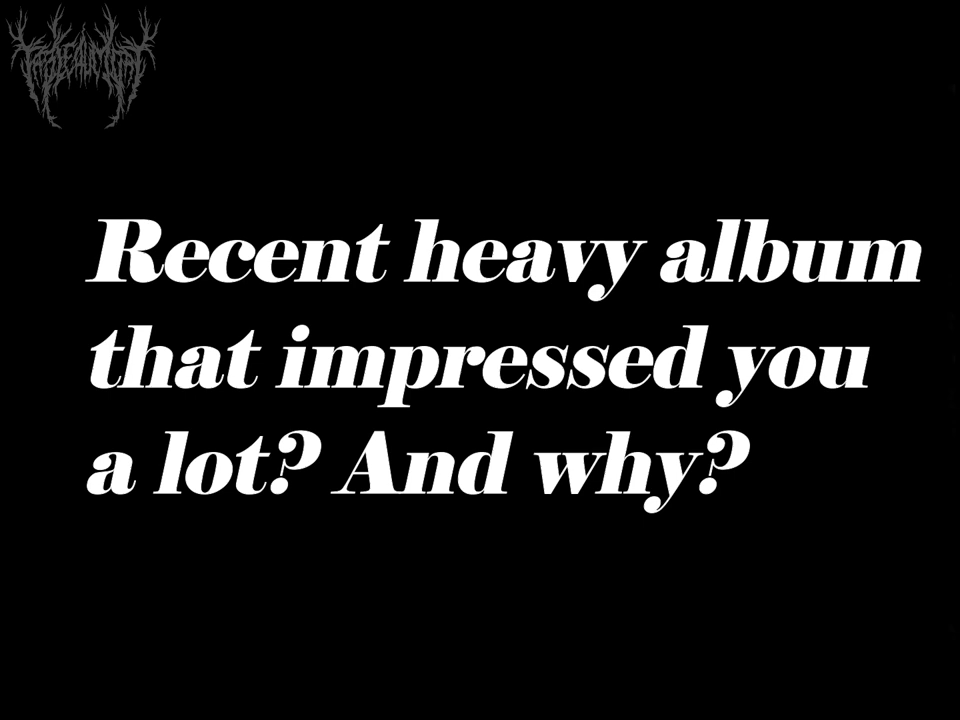 Recent heavy album
that impressed you
a lot? And why?